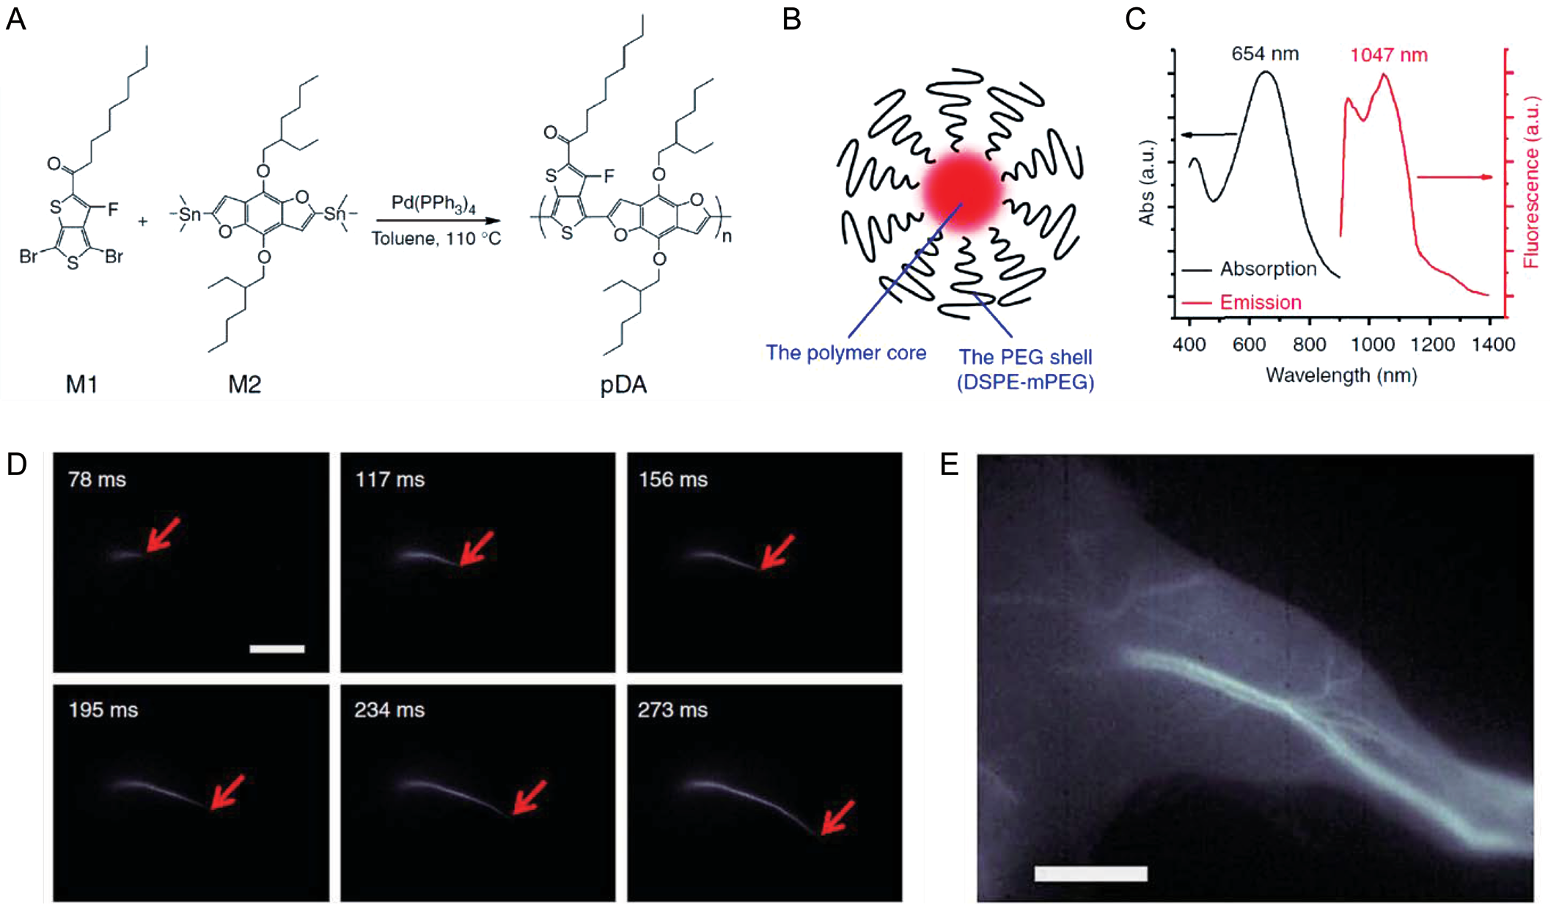 A
O
S
F
Br
S
Br
M1
+
Sn
O
O
O
O
Sn
M2
Pd(PPh3)4
Toluene, 110 °C
O
S
F
S
O
O
O
O
n
pDA
B
The polymer core
The PEG shell
(DSPE-mPEG)
C
654 nm
1047 nm
Abs (a.u.)
Fluorescence (a.u.)
Absorption
Emission
400 600 800 1000 1200 1400
Wavelength (nm)
D
78 ms
117 ms
156 ms
195 ms
234 ms
273 ms
E